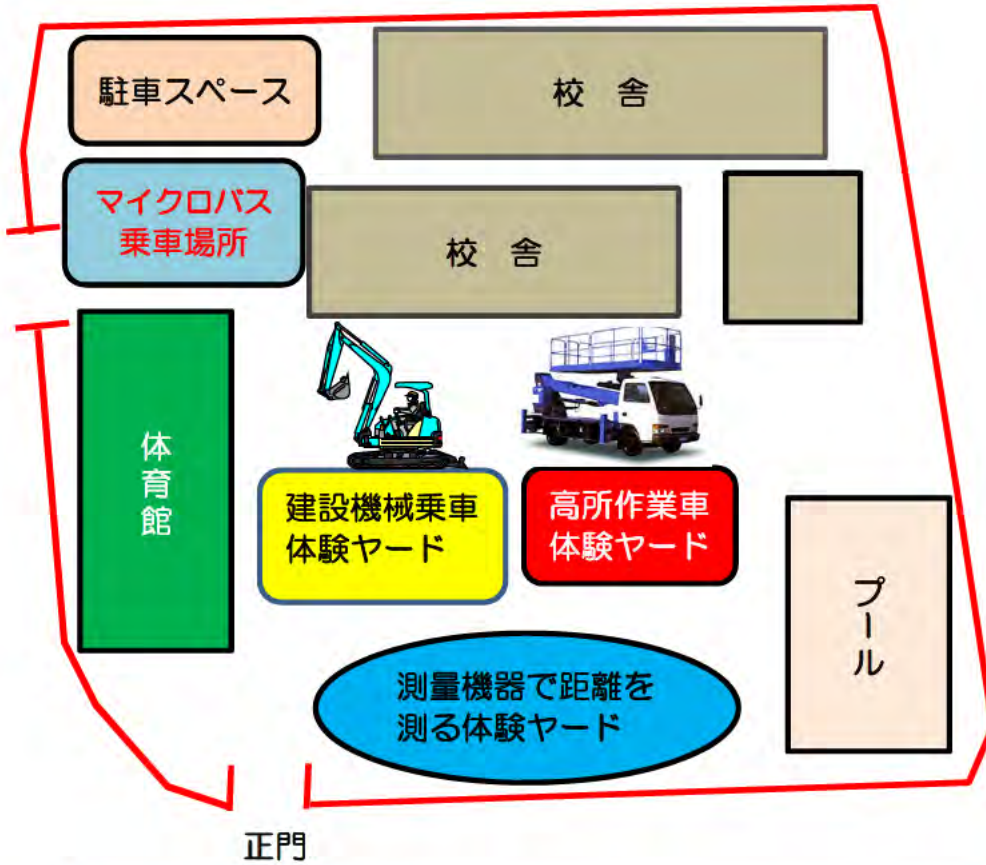 駐車スペース
校 舎
マイクロバス
乗車場所
校 舎
体育館
建設機械乗車
体験ヤード
高所作業車
体験ヤード
プール
測量機器で距離を
測る体験ヤード
正門